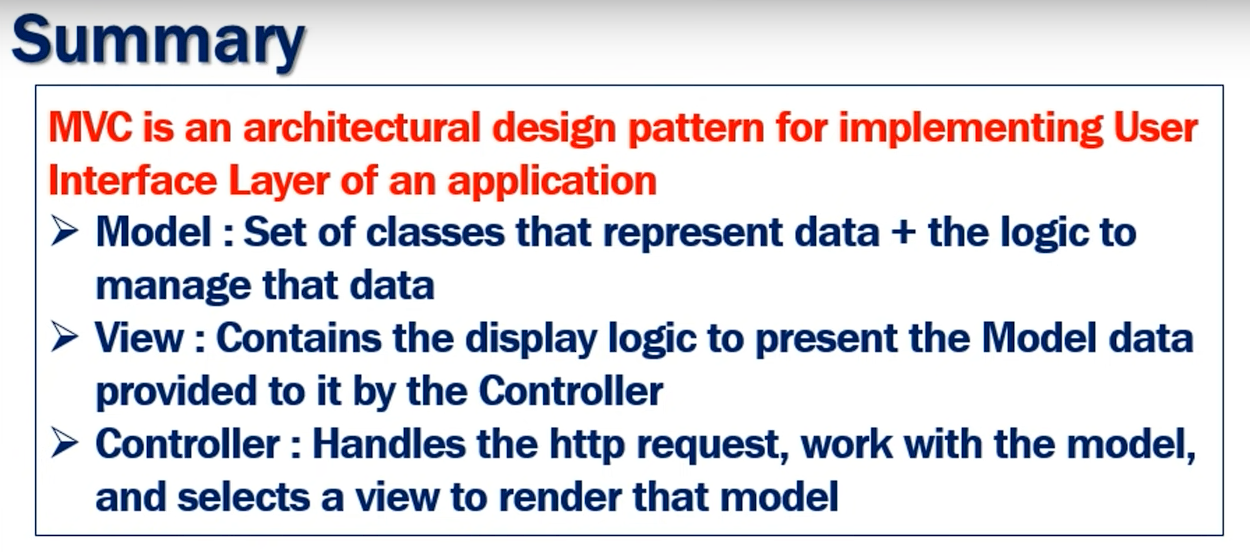 Summary
MVC is an architectural design pattern for implementing User
Interface Layer of an application
➢ Model : Set of classes that represent data + the logic to
manage that data
➢ View : Contains the display logic to present the Model data
provided to it by the Controller
➢ Controller : Handles the http request, work with the model,
and selects a view to render that model